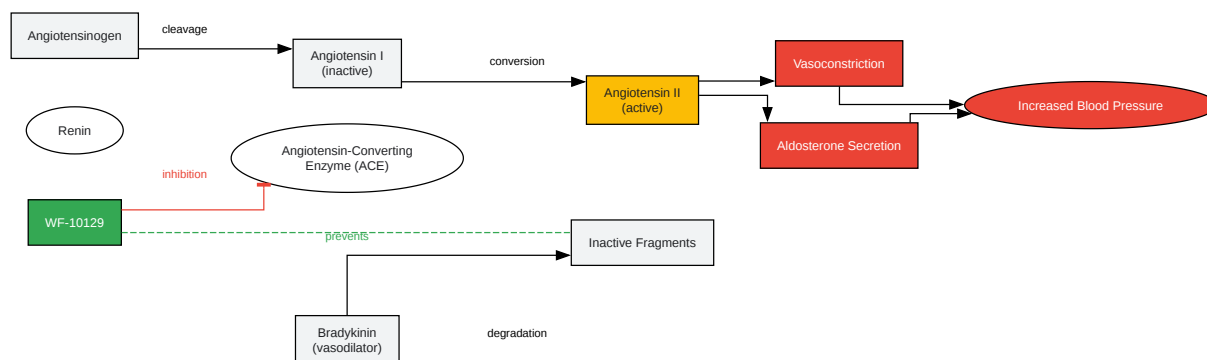 Angiotensinogen
cleavage
Angiotensin I
(inactive)
conversion
Angiotensin II
(active)
Vasoconstriction
Increased Blood Pressure
Aldosterone Secretion
Renin
Angiotensin-Converting
Enzyme (ACE)
inhibition
WF-10129
prevents
Inactive Fragments
Bradykinin
(vasodilator)
degradation